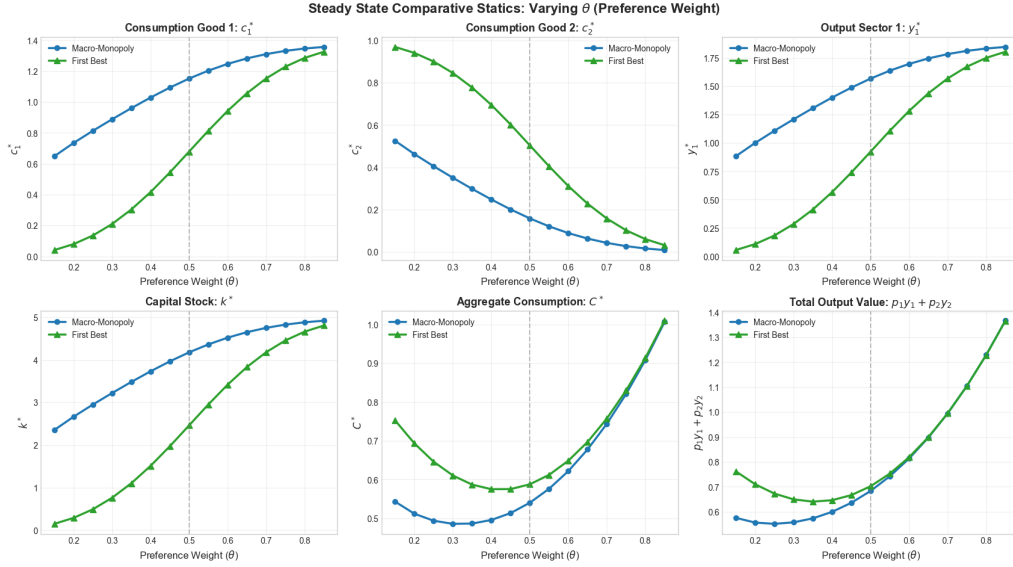 Steady State Comparative Statics: Varying θ (Preference Weight)
Consumption Good 1: c₁*
Macro-Monopoly
First Best
c₁*
1.4
1.2
1.0
0.8
0.6
0.4
0.2
0.0
0.2 0.3 0.4 0.5 0.6 0.7 0.8
Preference Weight (θ)
Consumption Good 2: c₂*
Macro-Monopoly
First Best
c₂*
1.0
0.8
0.6
0.4
0.2
0.0
0.2 0.3 0.4 0.5 0.6 0.7 0.8
Preference Weight (θ)
Output Sector 1: y₁*
Macro-Monopoly
First Best
y₁*
1.75
1.50
1.25
1.00
0.75
0.50
0.25
0.00
0.2 0.3 0.4 0.5 0.6 0.7 0.8
Preference Weight (θ)
Capital Stock: k*
Macro-Monopoly
First Best
k*
5
4
3
2
1
0
0.2 0.3 0.4 0.5 0.6 0.7 0.8
Preference Weight (θ)
Aggregate Consumption: C*
Macro-Monopoly
First Best
C*
1.0
0.9
0.8
0.7
0.6
0.5
0.2 0.3 0.4 0.5 0.6 0.7 0.8
Preference Weight (θ)
Total Output Value: p₁y₁ + p₂y₂
Macro-Monopoly
First Best
p₁y₁ + p₂y₂
1.4
1.3
1.2
1.1
1.0
0.9
0.8
0.7
0.6
0.2 0.3 0.4 0.5 0.6 0.7 0.8
Preference Weight (θ)